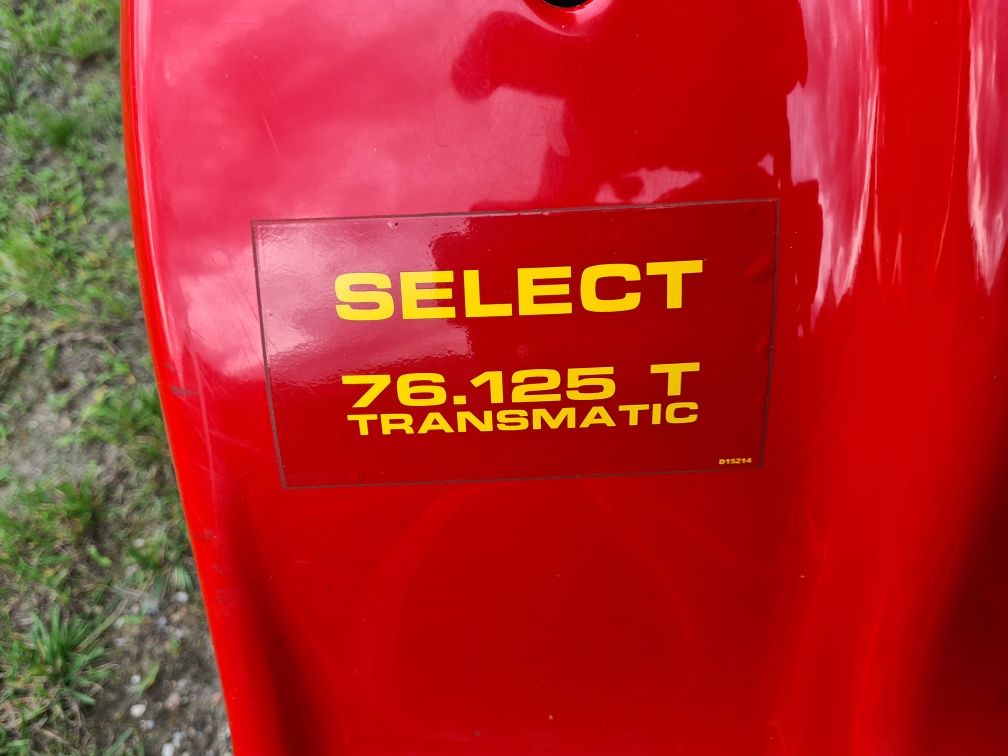 SELECT
76.125 T
TRANSMATIC
D15214